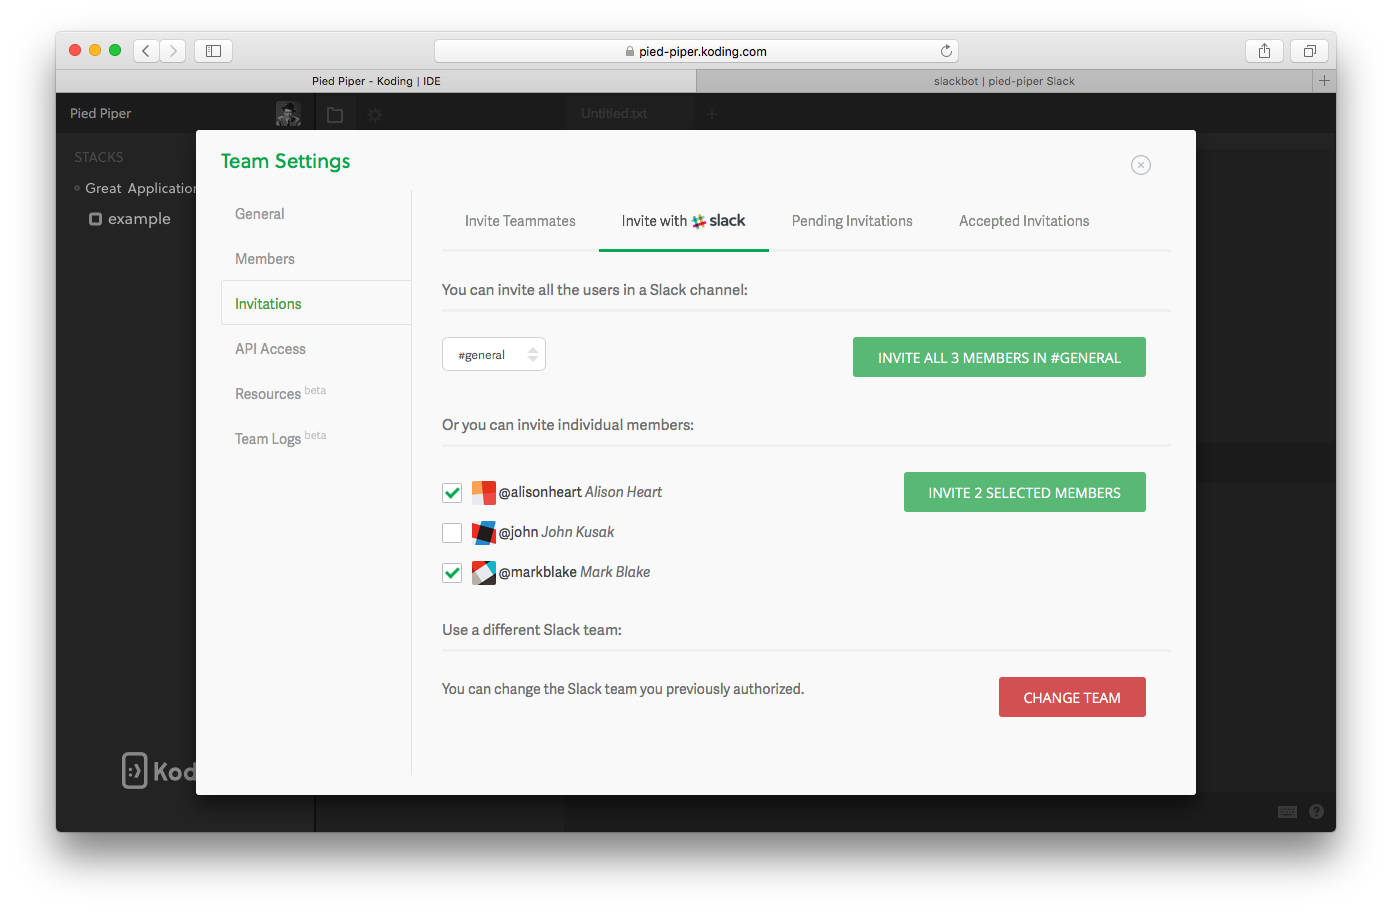 pied-piper.koding.com
Pied Piper - Koding | IDE
slackbot | pied-piper Slack
Pied Piper
Untitled.txt
STACKS
Great Application
example
Team Settings
General
Members
Invitations
API Access
Resources beta
Team Logs beta
Invite Teammates
Invite with slack
Pending Invitations
Accepted Invitations
You can invite all the users in a Slack channel:
#general
INVITE ALL 3 MEMBERS IN #GENERAL
Or you can invite individual members:
@alisonheart Alison Heart
INVITE 2 SELECTED MEMBERS
@john John Kusak
@markblake Mark Blake
Use a different Slack team:
You can change the Slack team you previously authorized.
CHANGE TEAM
:) Kod